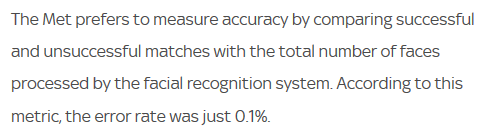 The Met prefers to measure accuracy by comparing successful
and unsuccessful matches with the total number of faces
processed by the facial recognition system. According to this
metric, the error rate was just 0.1%.